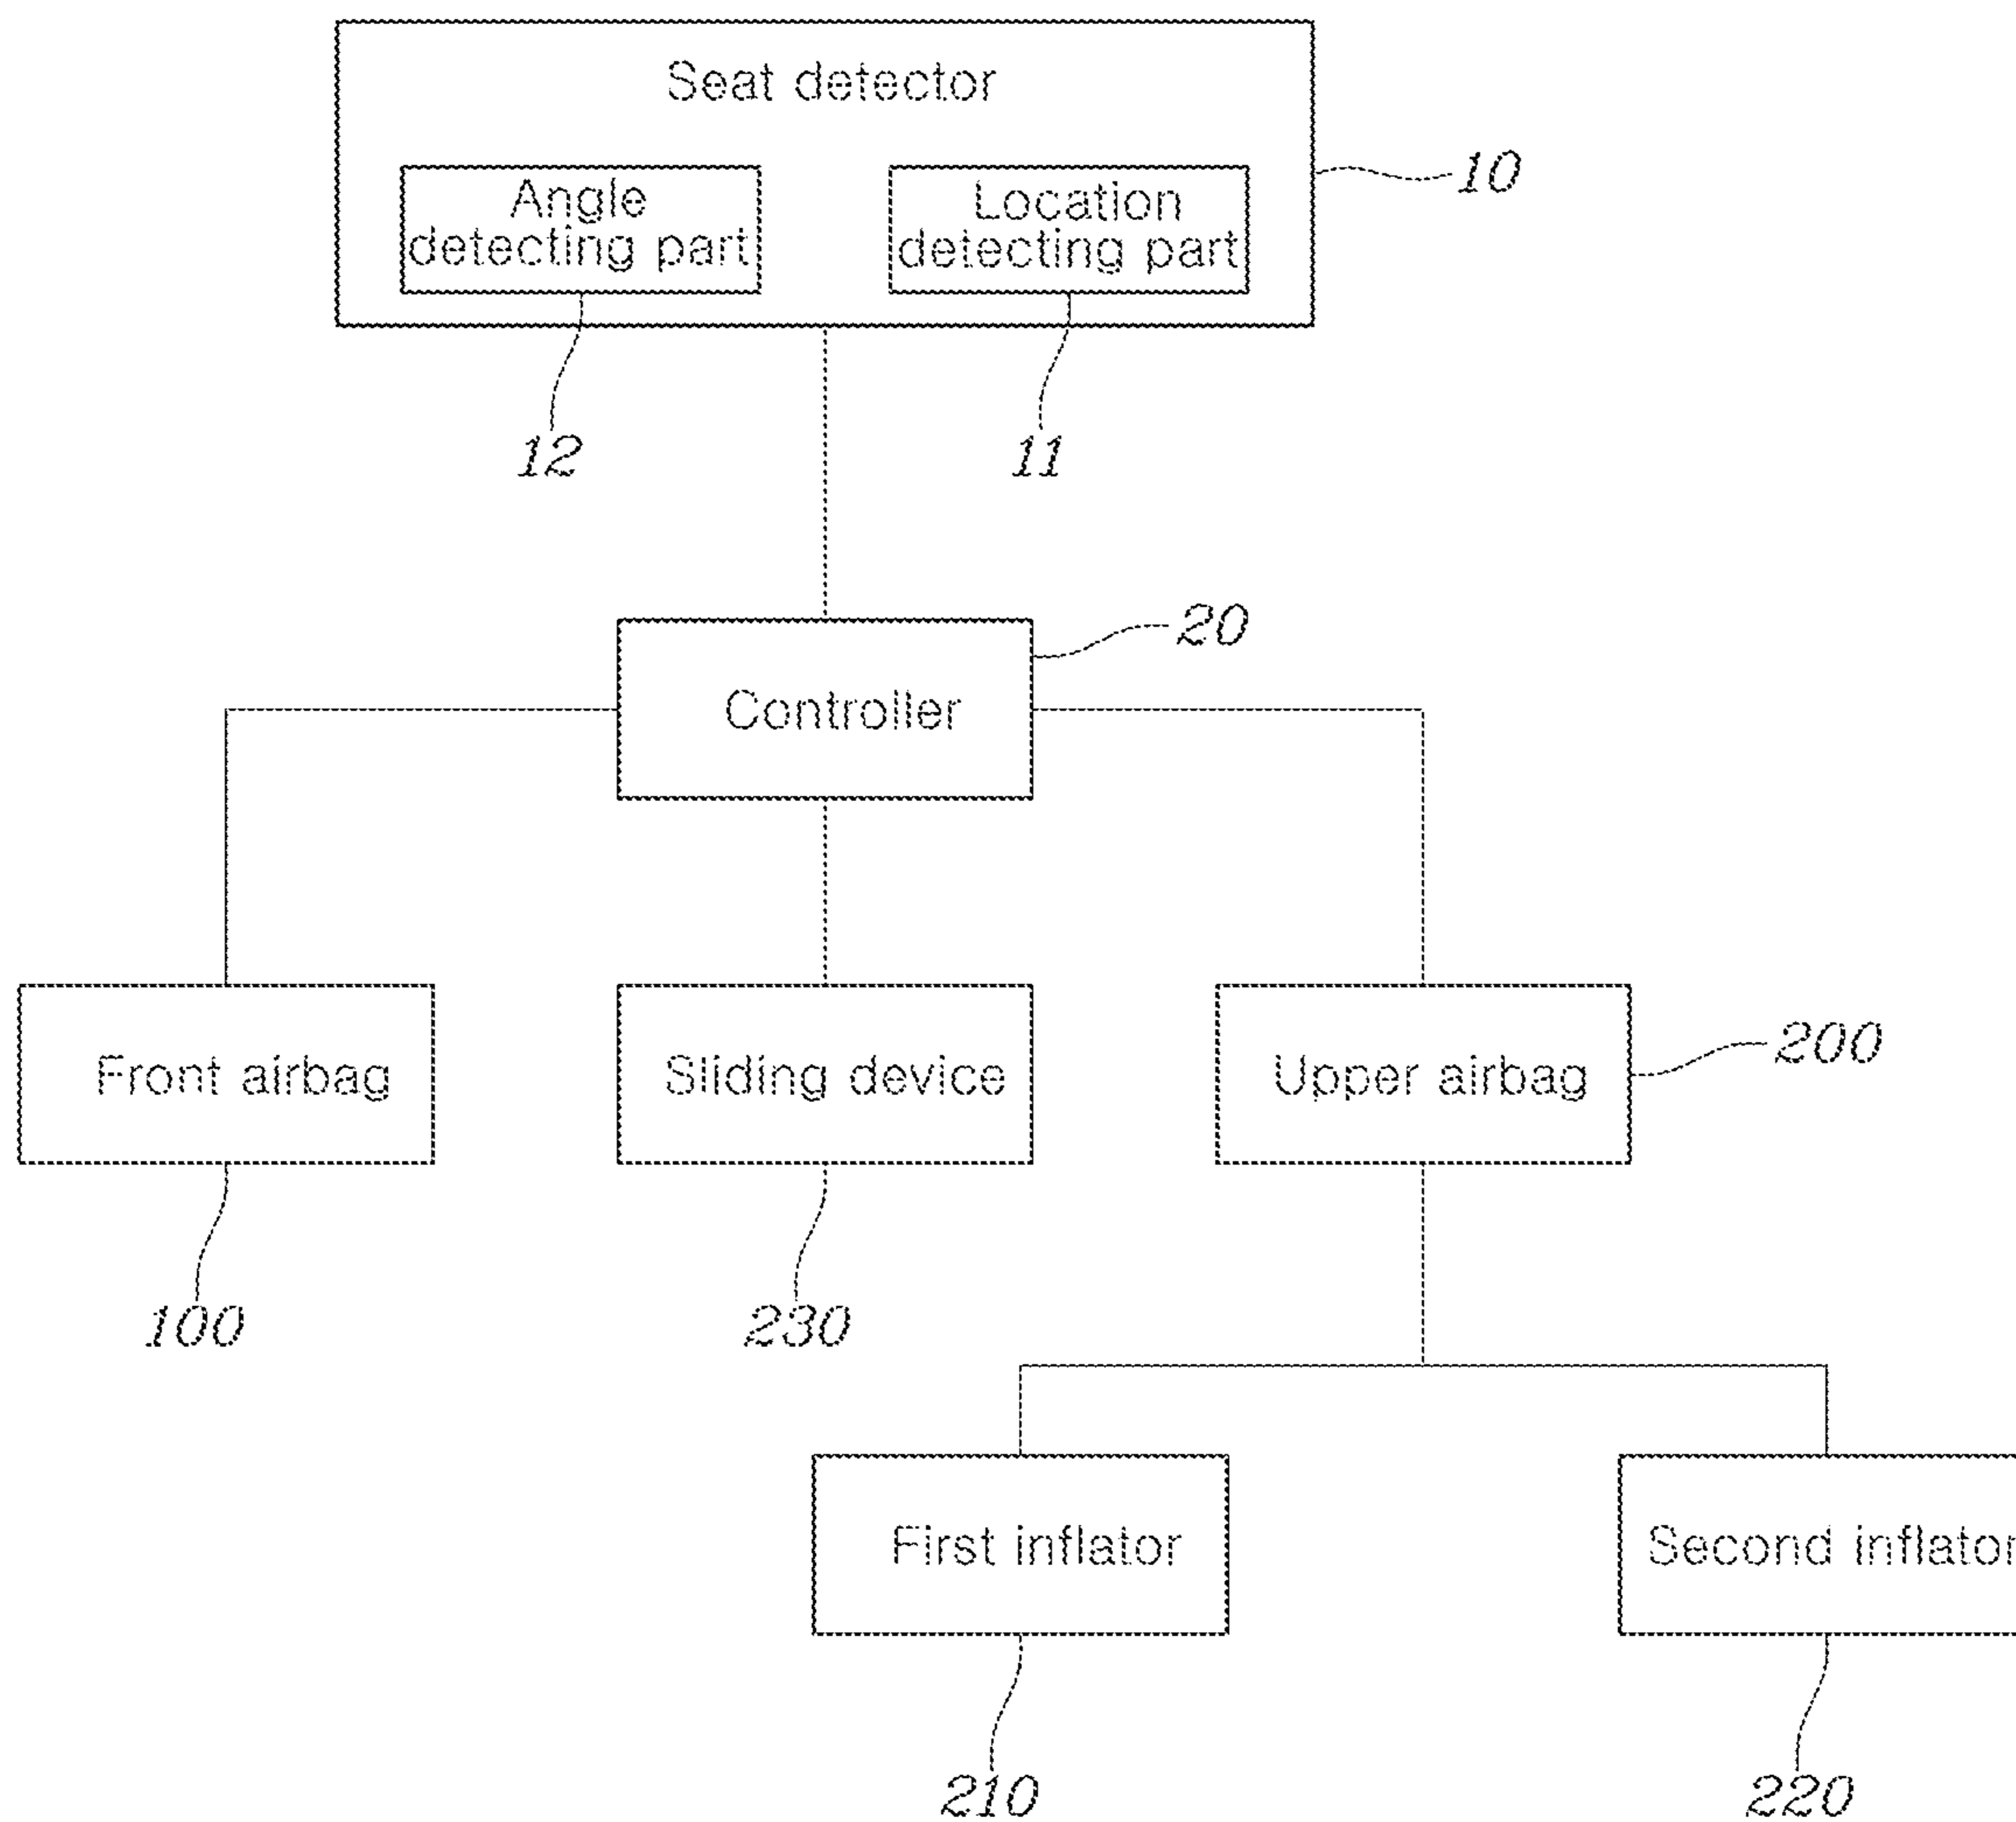 Seat detector
Angle
detecting part
Location
detecting part
10
12
11
20
Controller
Front airbag
Sliding device
Upper airbag
200
100
230
First inflator
Second inflator
210
220